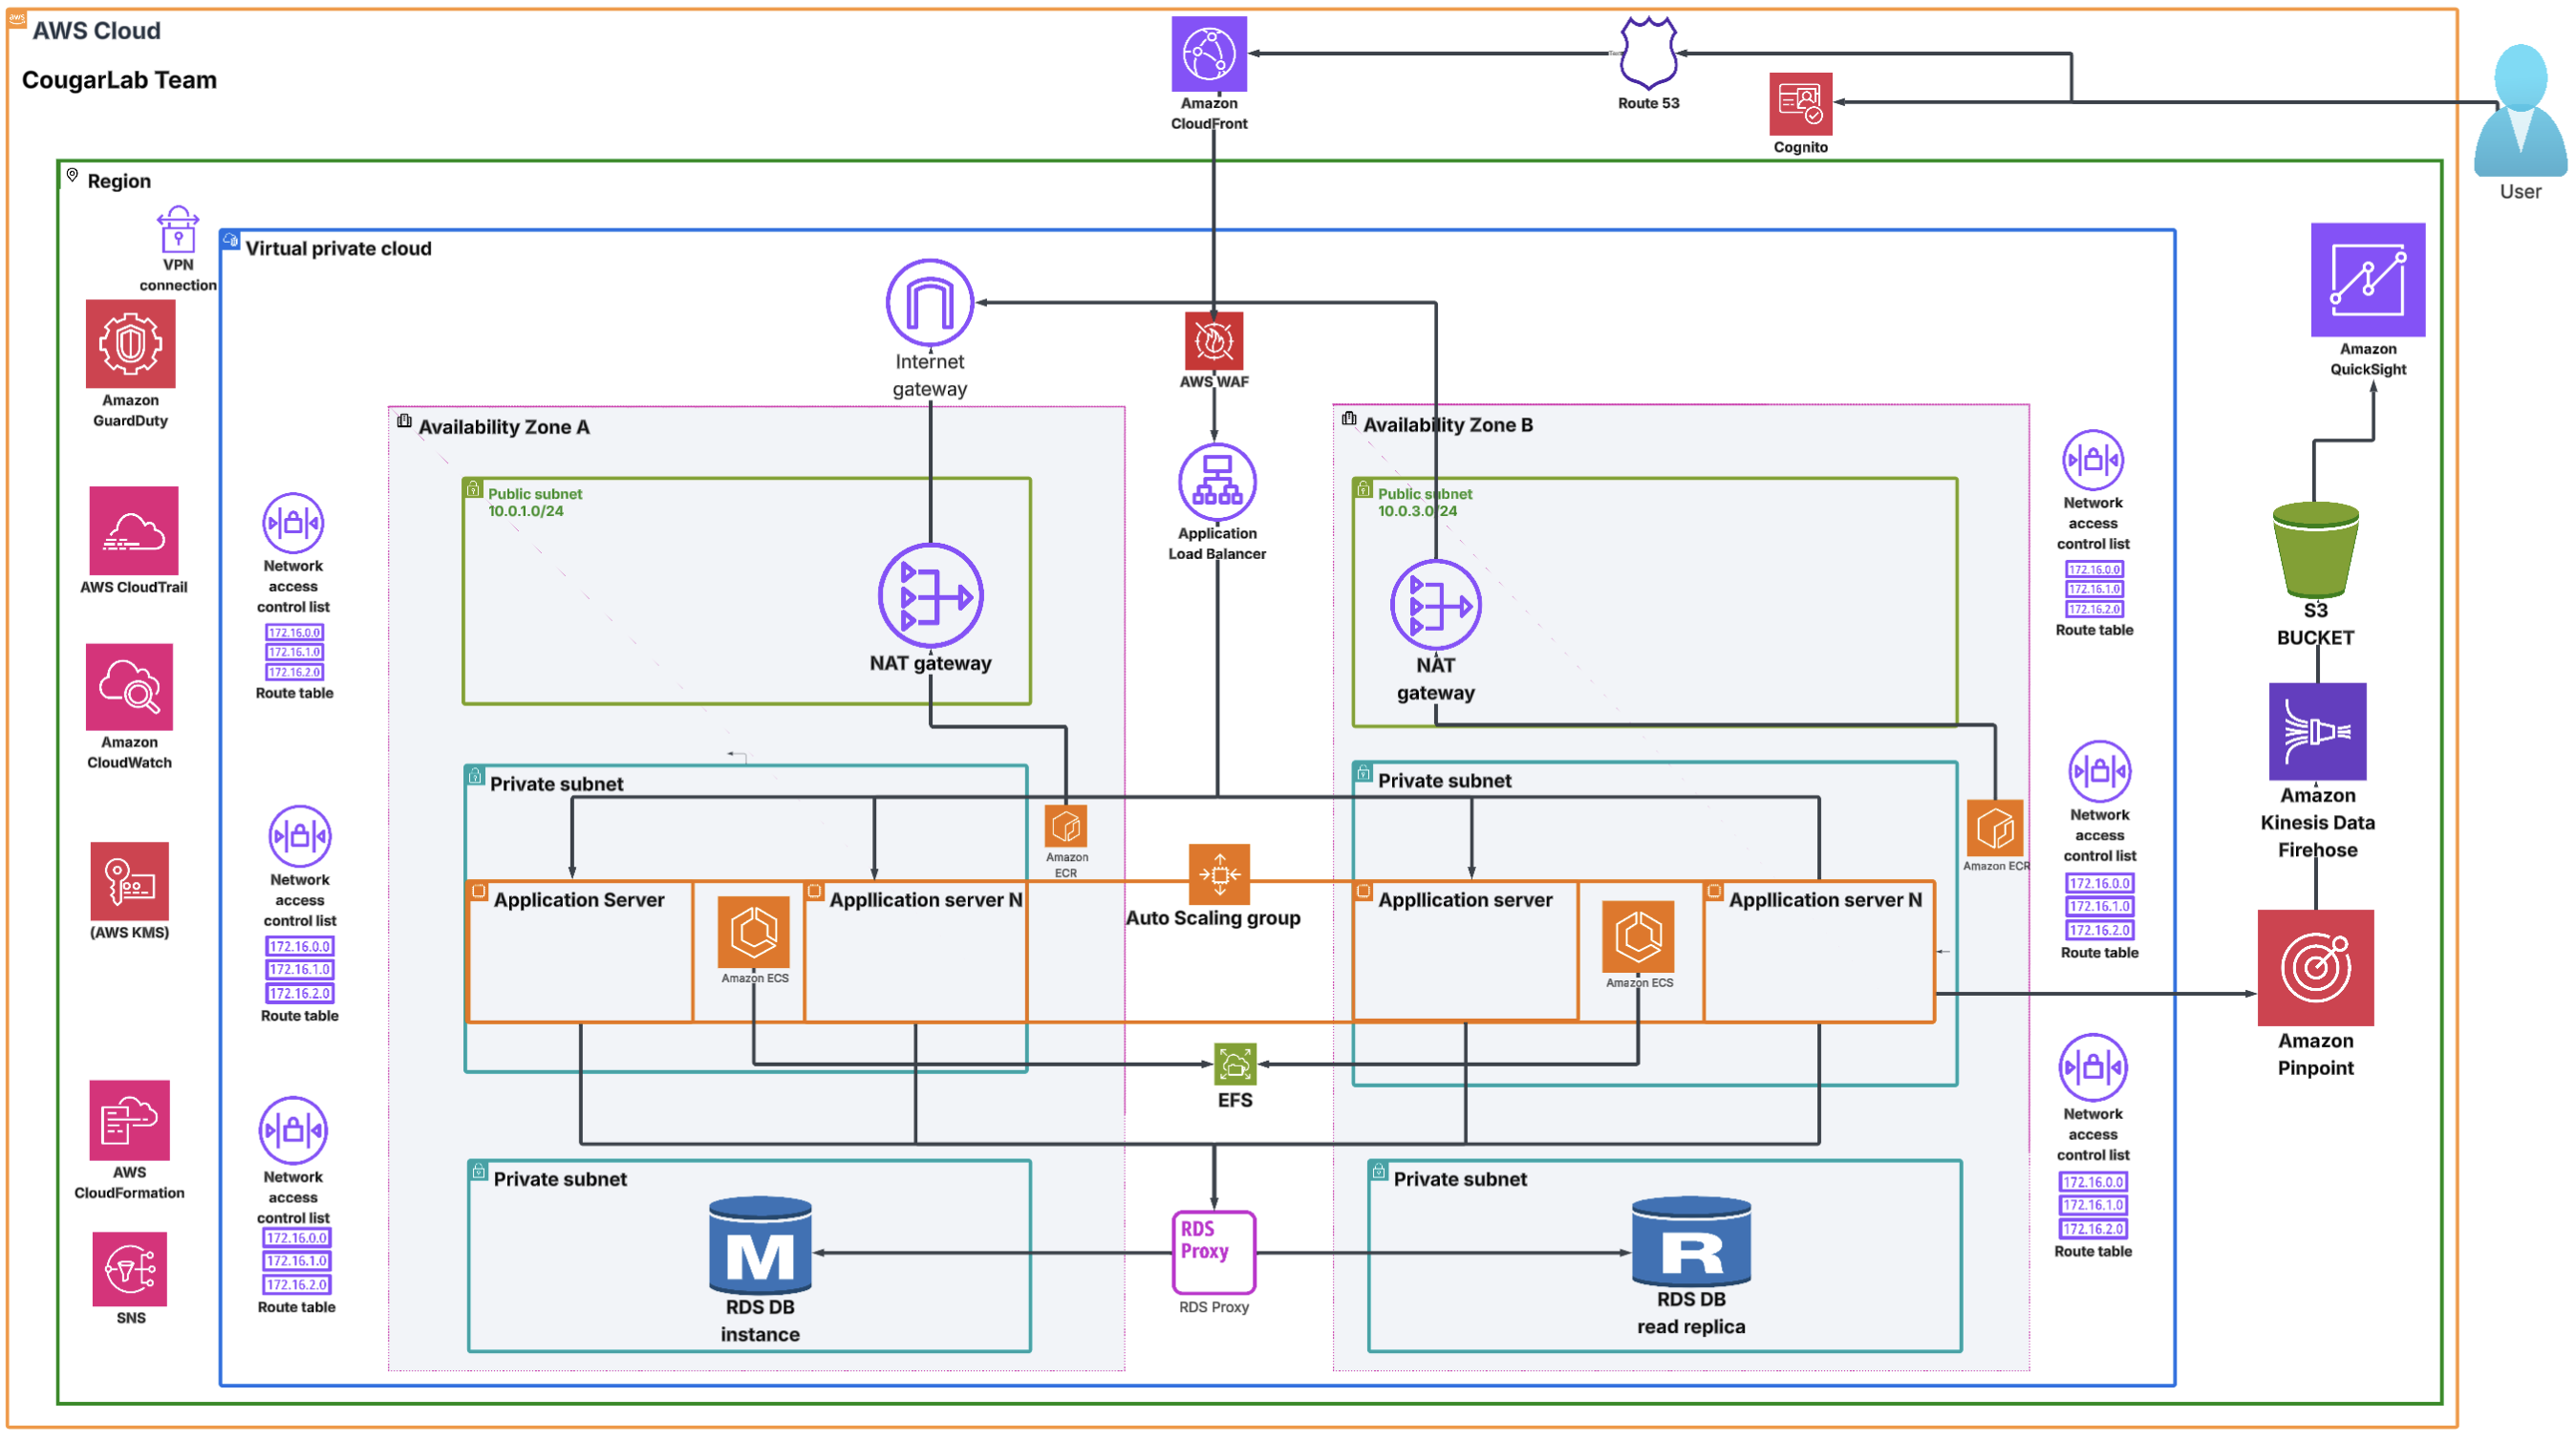 aws
AWS Cloud
CougarLab Team
Amazon
CloudFront
Route 53
Cognito
User
Region
VPN
connection
Virtual private cloud
Amazon
GuardDuty
AWS CloudTrail
Amazon
CloudWatch
(AWS KMS)
AWS
CloudFormation
SNS
Network
access
control list
172.16.0.0
172.16.1.0
172.16.2.0
Route table
Network
access
control list
172.16.0.0
172.16.1.0
172.16.2.0
Route table
Network
access
control list
172.16.0.0
172.16.1.0
172.16.2.0
Route table
Internet
gateway
AWS WAF
Application
Load Balancer
Availability Zone A
Public subnet
10.0.1.0/24
NAT gateway
Private subnet
Amazon
ECR
Application Server
Amazon ECS
Appllication server N
Auto Scaling group
EFS
Private subnet
M
RDS DB
instance
RDS
Proxy
RDS Proxy
Availability Zone B
Public subnet
10.0.3.0/24
NAT
gateway
Private subnet
Amazon ECR
Appllication server
Amazon ECS
Appllication server N
Private subnet
R
RDS DB
read replica
Network
access
control list
172.16.0.0
172.16.1.0
172.16.2.0
Route table
Network
access
control list
172.16.0.0
172.16.1.0
172.16.2.0
Route table
Network
access
control list
172.16.0.0
172.16.1.0
172.16.2.0
Route table
Amazon
QuickSight
S3
BUCKET
Amazon
Kinesis Data
Firehose
Amazon
Pinpoint